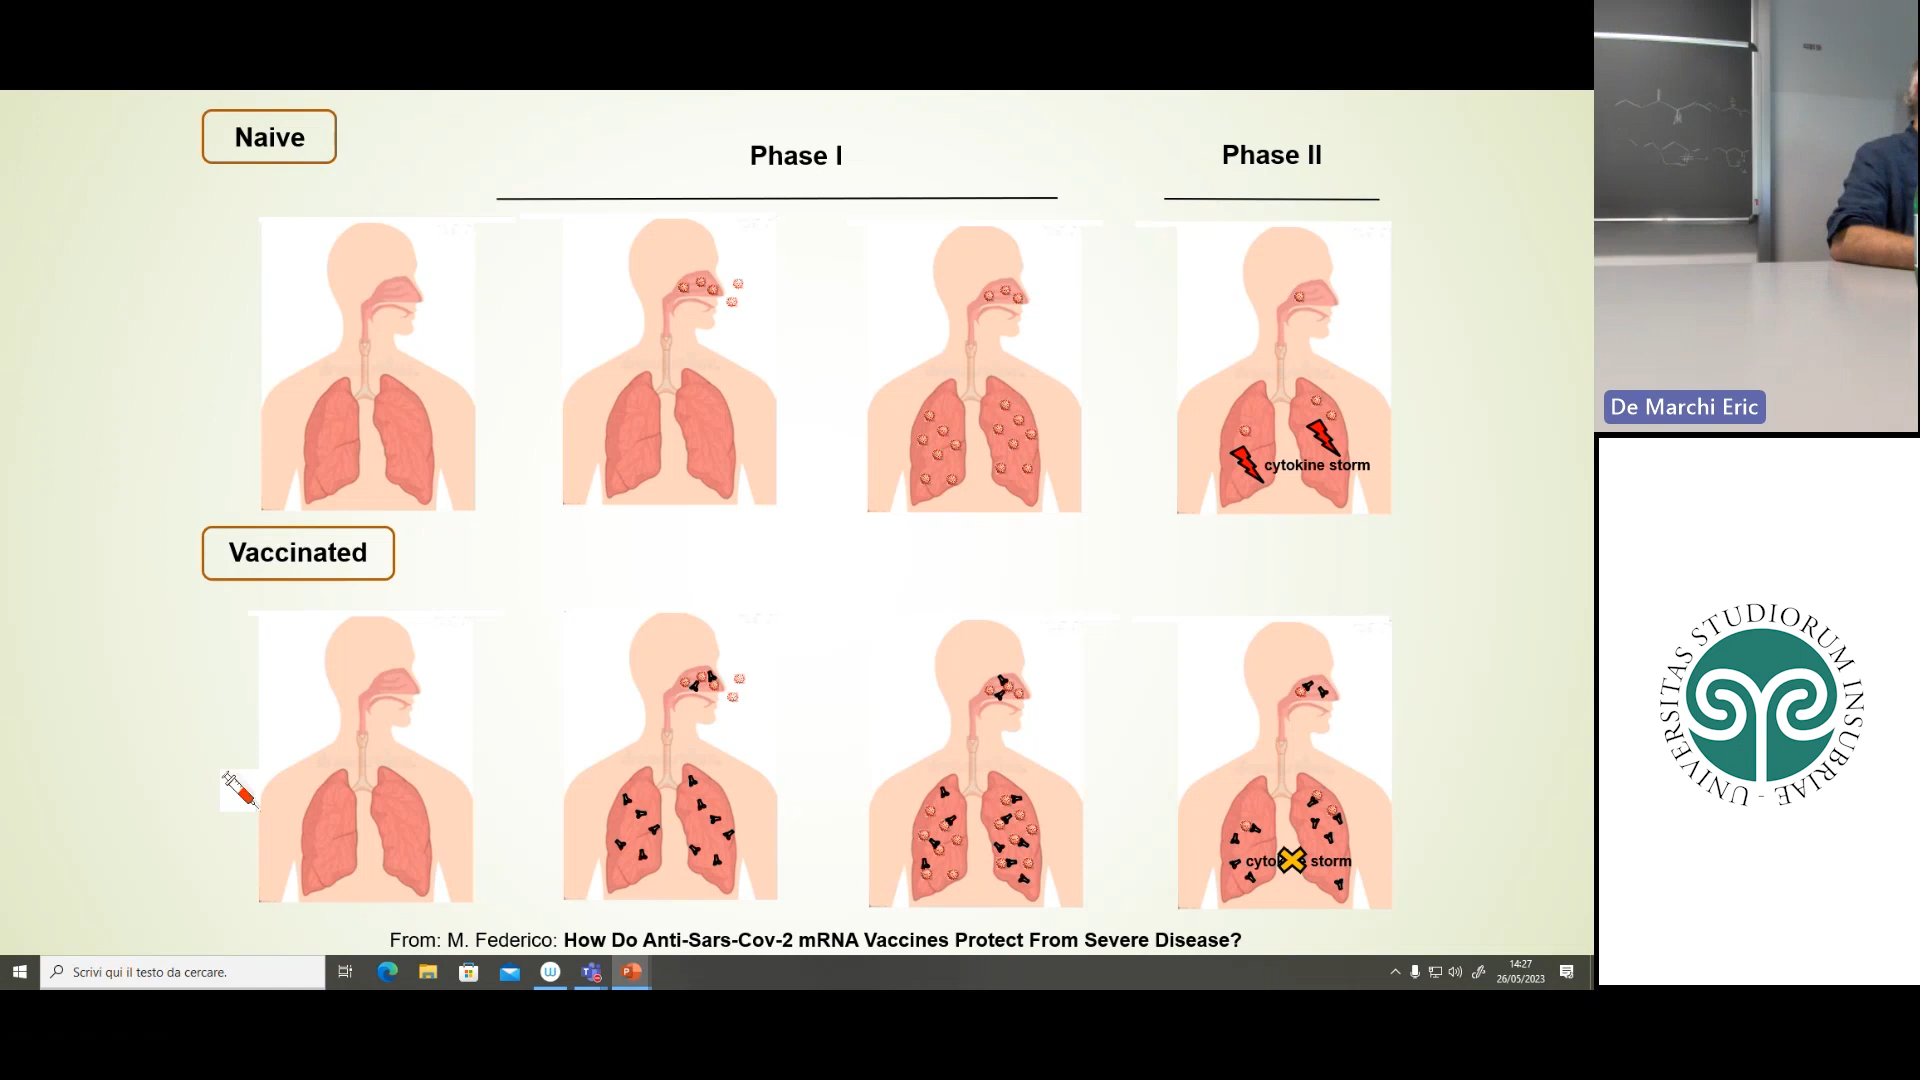 Naive
Phase I
Phase II
cytokine storm
Vaccinated
storm
From: M. Federico: How Do Anti-Sars-Cov-2 mRNA Vaccines Protect From Severe Disease?
Scrivi qui il testo da cercare.
14:27
26/05/2023
De Marchi Eric
UNIVERSITAS STUDIORUM INSUBRIAE